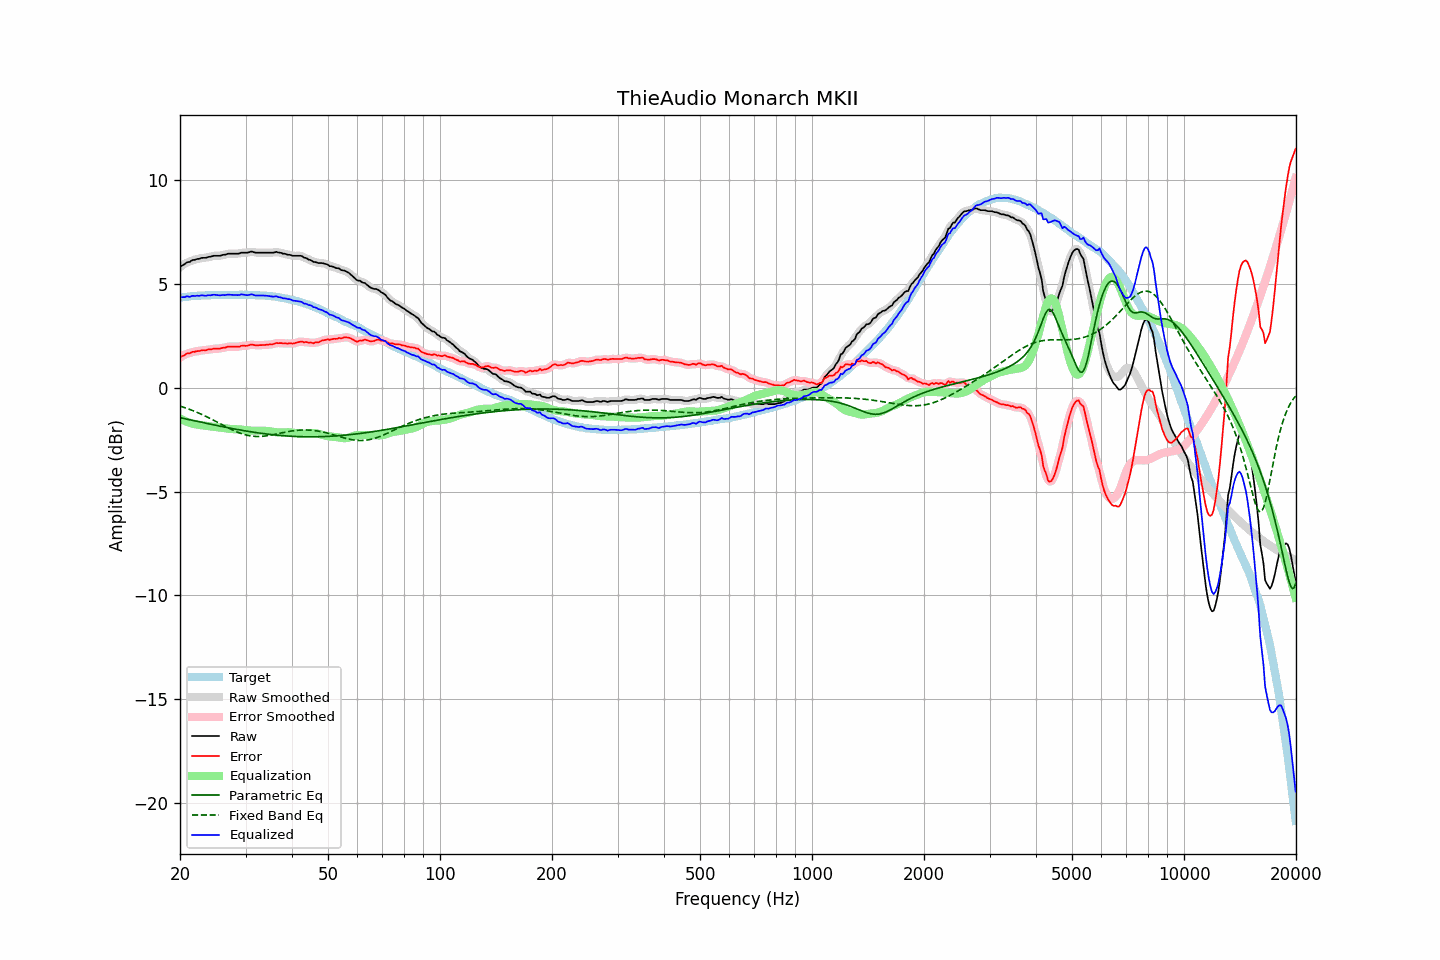 ThieAudio Monarch MKII
10
5
0
−5
−10
−15
−20
Amplitude (dBr)
Target
Raw Smoothed
Error Smoothed
Raw
Error
Equalization
Parametric Eq
Fixed Band Eq
Equalized
20 50 100 200 500 1000 2000 5000 10000 20000
Frequency (Hz)